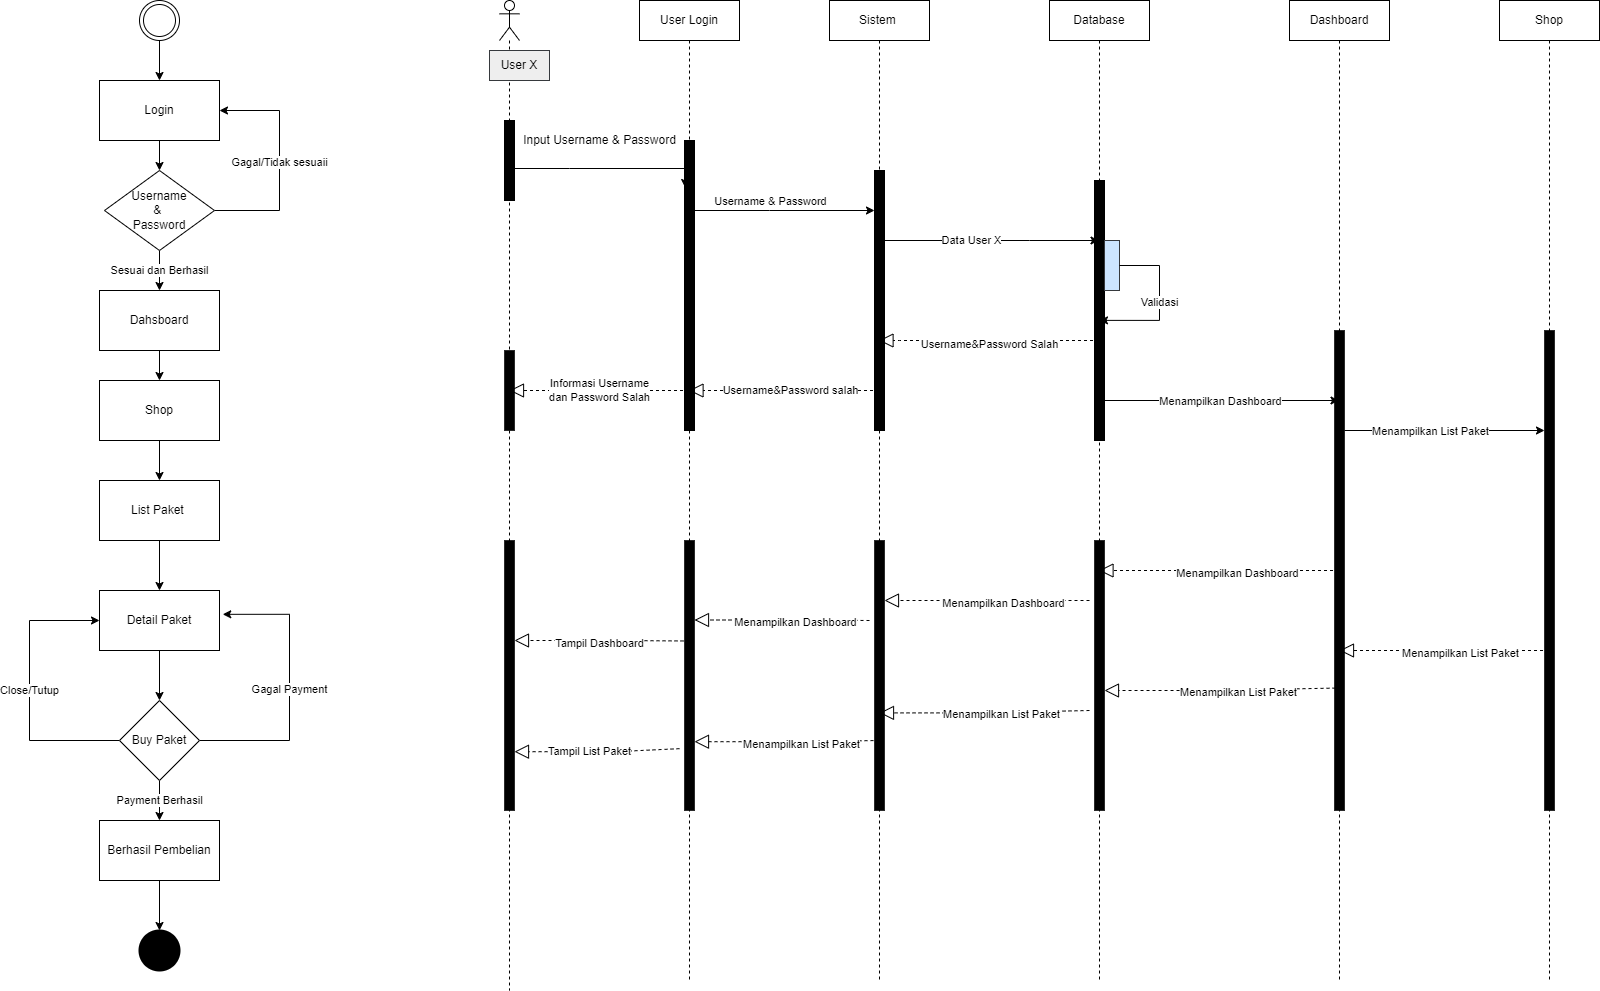 Login
Gagal/Tidak sesuaii
Username
&
Password
Sesuai dan Berhasil
Dahsboard
Shop
List Paket
Detail Paket
Close/Tutup
Gagal Payment
Buy Paket
Payment Berhasil
Berhasil Pembelian
User X
User Login
Sistem
Database
Dashboard
Shop
Input Username & Password
Username & Password
Data User X
Validasi
Username&Password Salah
Username&Password salah
Informasi Username
dan Password Salah
Menampilkan Dashboard
Menampilkan List Paket
Menampilkan Dashboard
Menampilkan Dashboard
Menampilkan Dashboard
Tampil Dashboard
Menampilkan List Paket
Menampilkan List Paket
Menampilkan List Paket
Menampilkan List Paket
Tampil List Paket